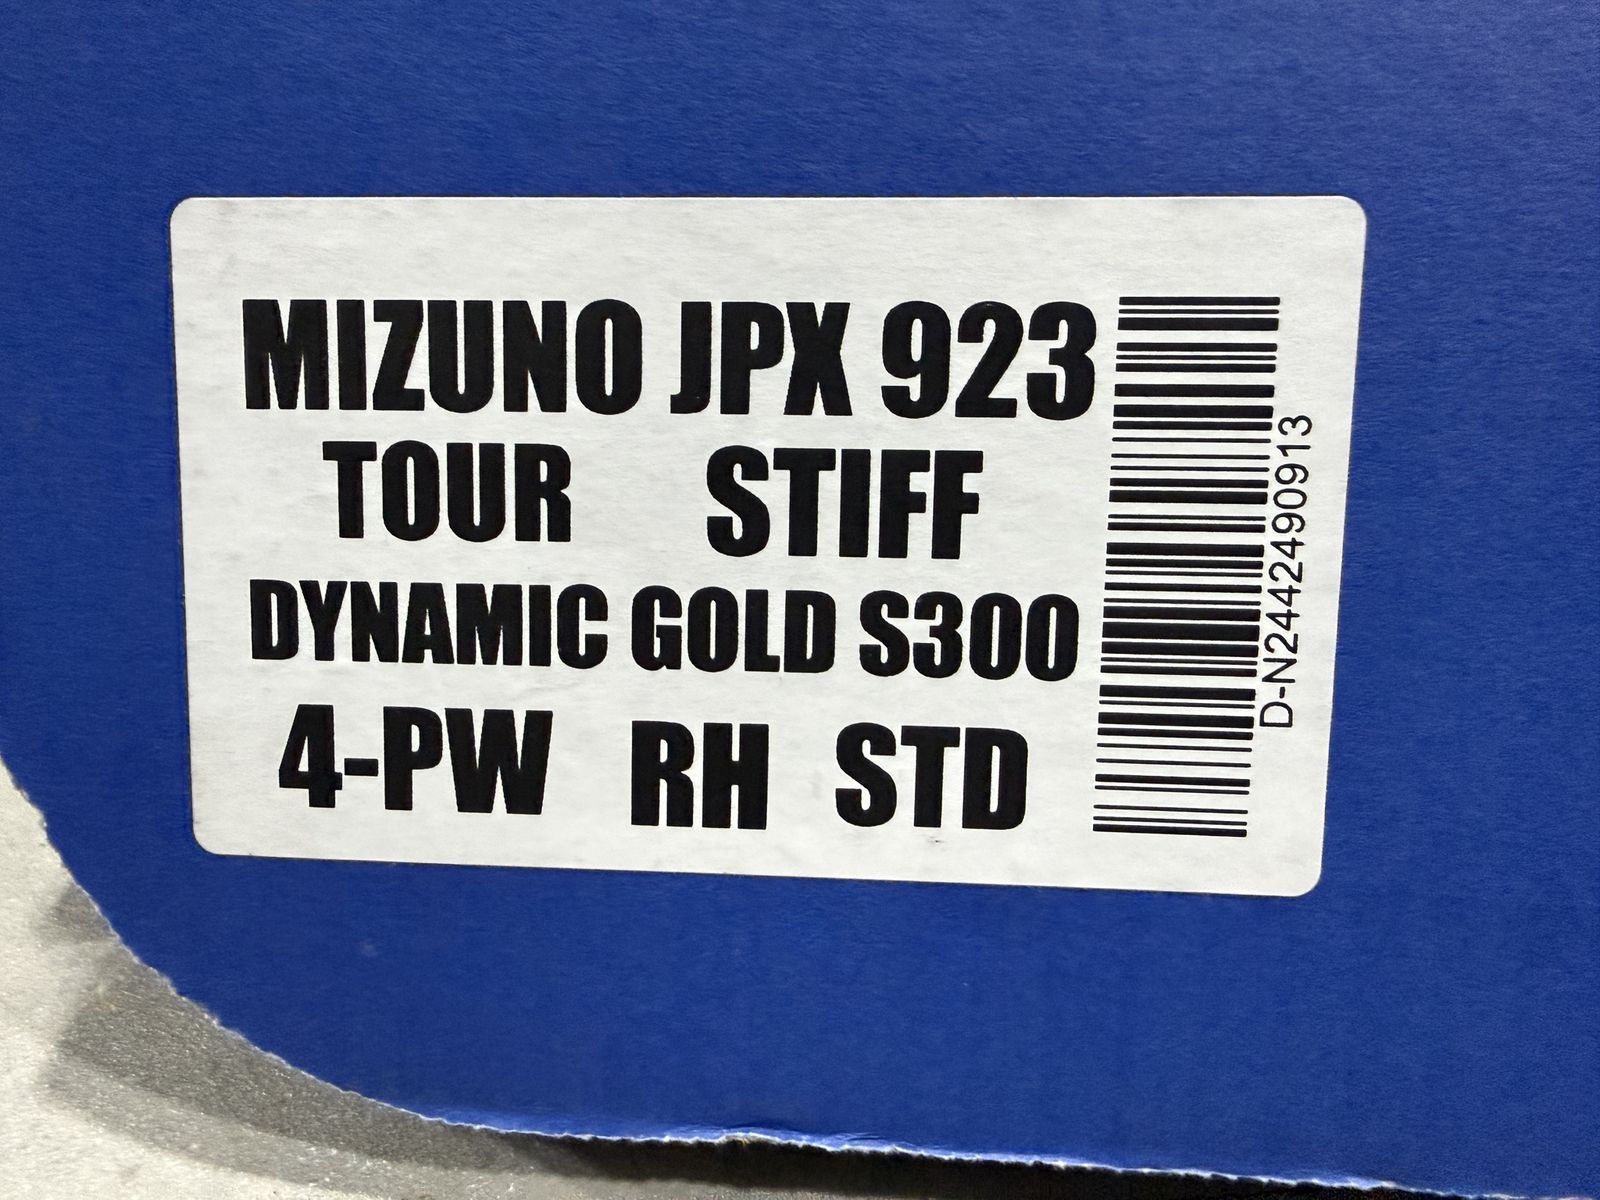 MIZUNO JPX 923
TOUR STIFF
DYNAMIC GOLD S300
4-PW RH STD
D-N2442490913